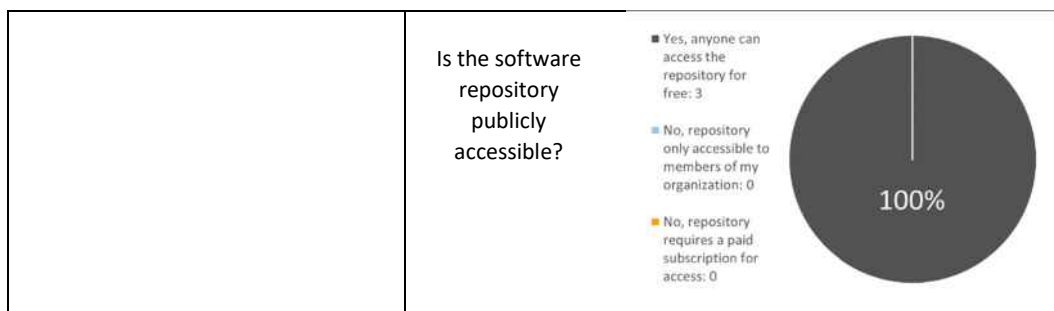 Is the software
repository
publicly
accessible?
Yes, anyone can
access the
repository for
free: 3
No, repository
only accessible to
members of my
organization: 0
No, repository
requires a paid
subscription for
access: 0
100%